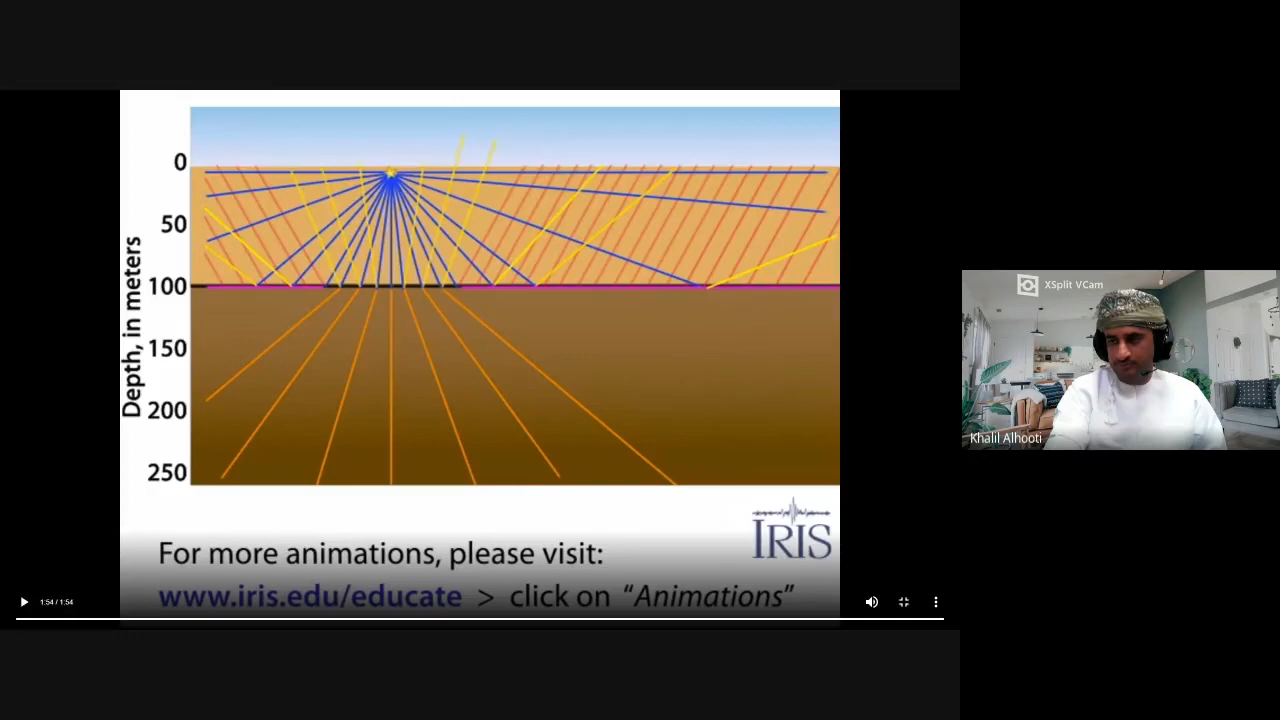 0
50
100
150
200
250
Depth, in meters
IRIS
For more animations, please visit:
www.iris.edu/educate > click on “Animations”
1:54 / 1:54
XSplit VCam
Khalil Alhooti